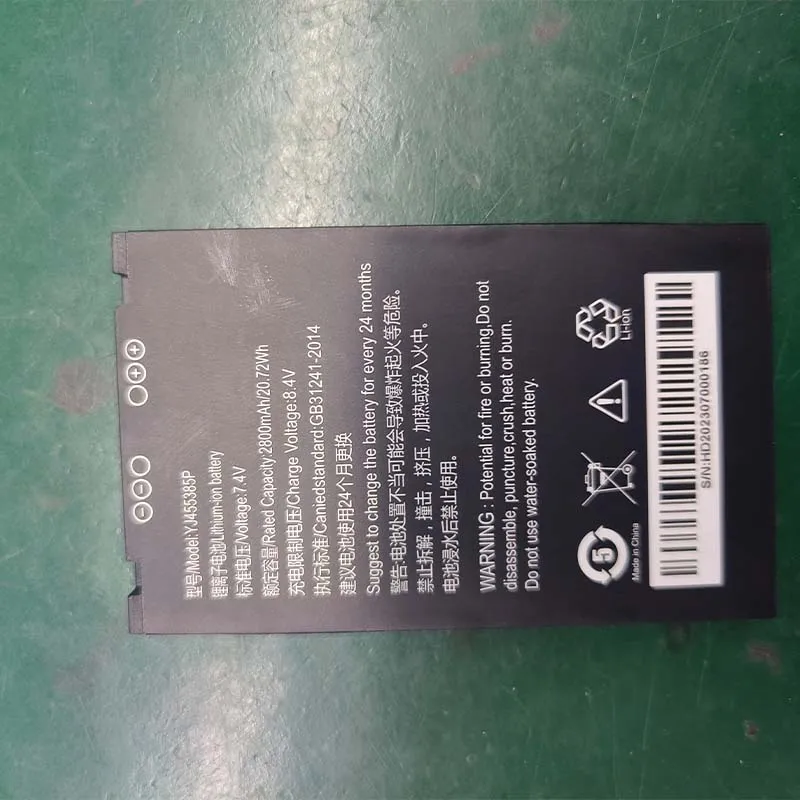 型号/Model:YJ455385P
锂离子电池/Lithium-ion battery
标准电压/Voltage:7.4V
额定容量/Rated Capacity:2800mAh/20.72Wh
充电限制电压/Charge Voltage:8.4V
执行标准/Caniedstandard:GB31241-2014
建议电池使用24个月更换
Suggest to change the battery for every 24 months
警告:电池处置不当可能会导致爆炸起火等危险。
禁止拆解，撞击，挤压，加热或投入火中。
电池浸水后禁止使用。
WARNING : Potential for fire or burning,Do not
disassemble, puncture,crush,heat or burn.
Do not use water-soaked battery.
5
Li-ion
Made in China
S/N:HD202307000186